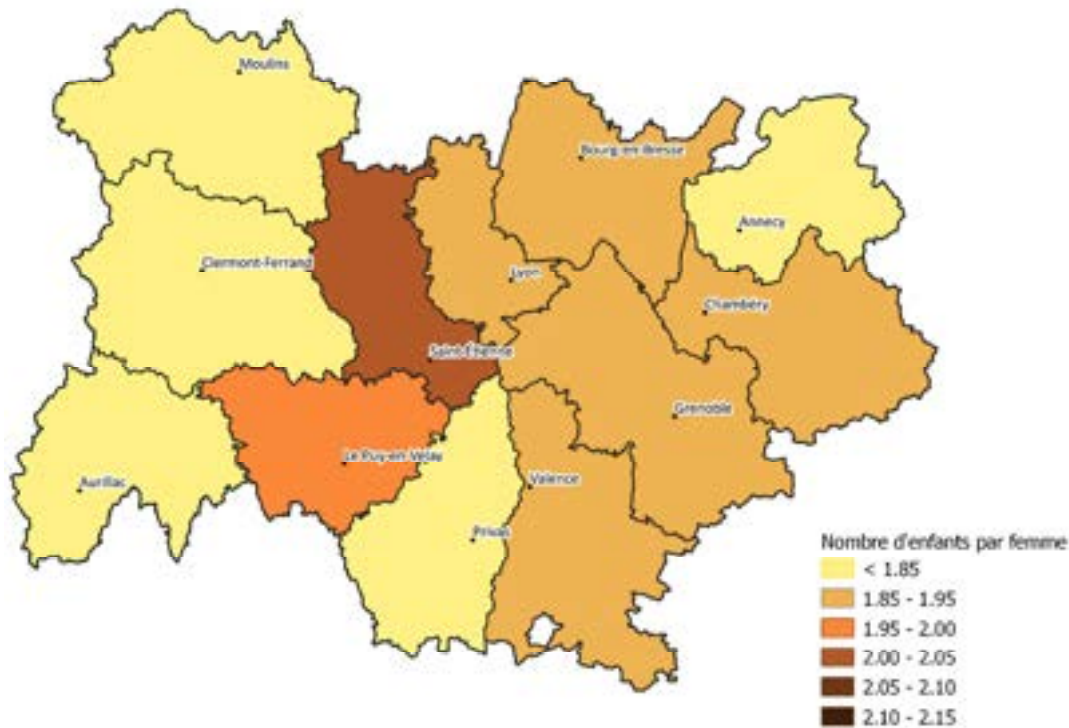 Moulins
Bourg-en-Bresse
Annecy
Clermont-Ferrand
Lyon
Chambéry
Saint-Étienne
Grenoble
Le Puy-en-Velay
Aurillac
Valence
Privas
Nombre d'enfants par femme
< 1.85
1.85 - 1.95
1.95 - 2.00
2.00 - 2.05
2.05 - 2.10
2.10 - 2.15